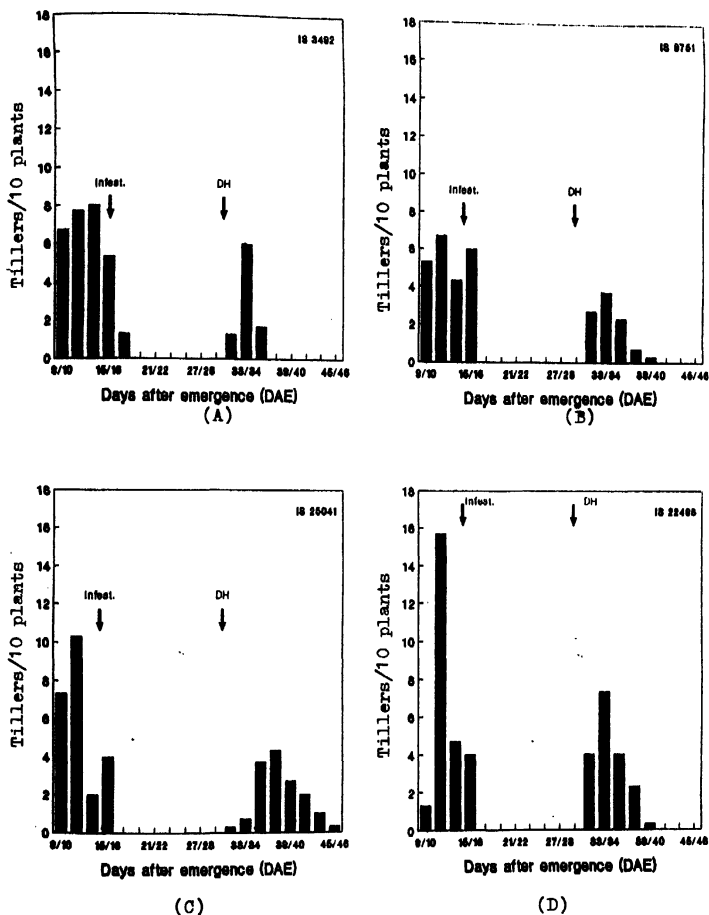 IS 3492
18
16
14
12
10
8
6
4
2
0
Tillers/10 plants
Infest.
DH
9/10 15/16 21/22 27/28 33/34 39/40 45/46
Days after emergence (DAE)
(A)
IS
18
16
14
12
10
8
6
4
2
0
Tillers/10 plants
Infest.
DH
9/10 15/16 21/22 27/28 33/34 39/40 45/46
Days after emergence (DAE)
(B)
IS 25041
18
16
14
12
10
8
6
4
2
0
Tillers/10 plants
Infest.
DH
9/10 15/16 21/22 27/28 33/34 39/40 45/46
Days after emergence (DAE)
(C)
IS
18
16
14
12
10
8
6
4
2
0
Tillers/10 plants
Infest.
DH
9/10 15/16 21/22 27/28 33/34 39/40 45/46
Days after emergence (DAE)
(D)